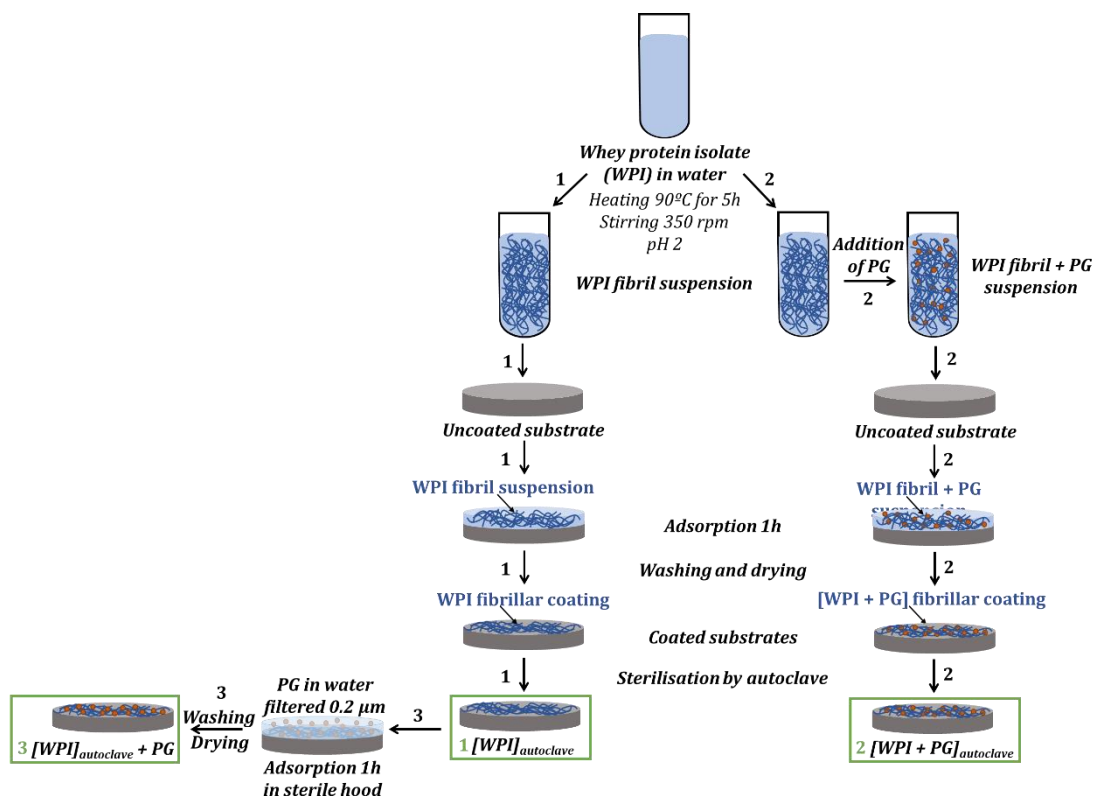 Whey protein isolate
(WPI) in water
1
2
Heating 90ºC for 5h
Stirring 350 rpm
pH 2
WPI fibril suspension
Addition
of PG
2
WPI fibril + PG
suspension
1
2
Uncoated substrate
Uncoated substrate
1
2
WPI fibril suspension
WPI fibril + PG
suspension
Adsorption 1h
1
2
Washing and drying
WPI fibrillar coating
[WPI + PG] fibrillar coating
Coated substrates
1
2
Sterilisation by autoclave
3
Washing
Drying
PG in water
filtered 0.2 µm
3
Adsorption 1h
in sterile hood
3 [WPI]autoclave + PG
1 [WPI]autoclave
2 [WPI + PG]autoclave